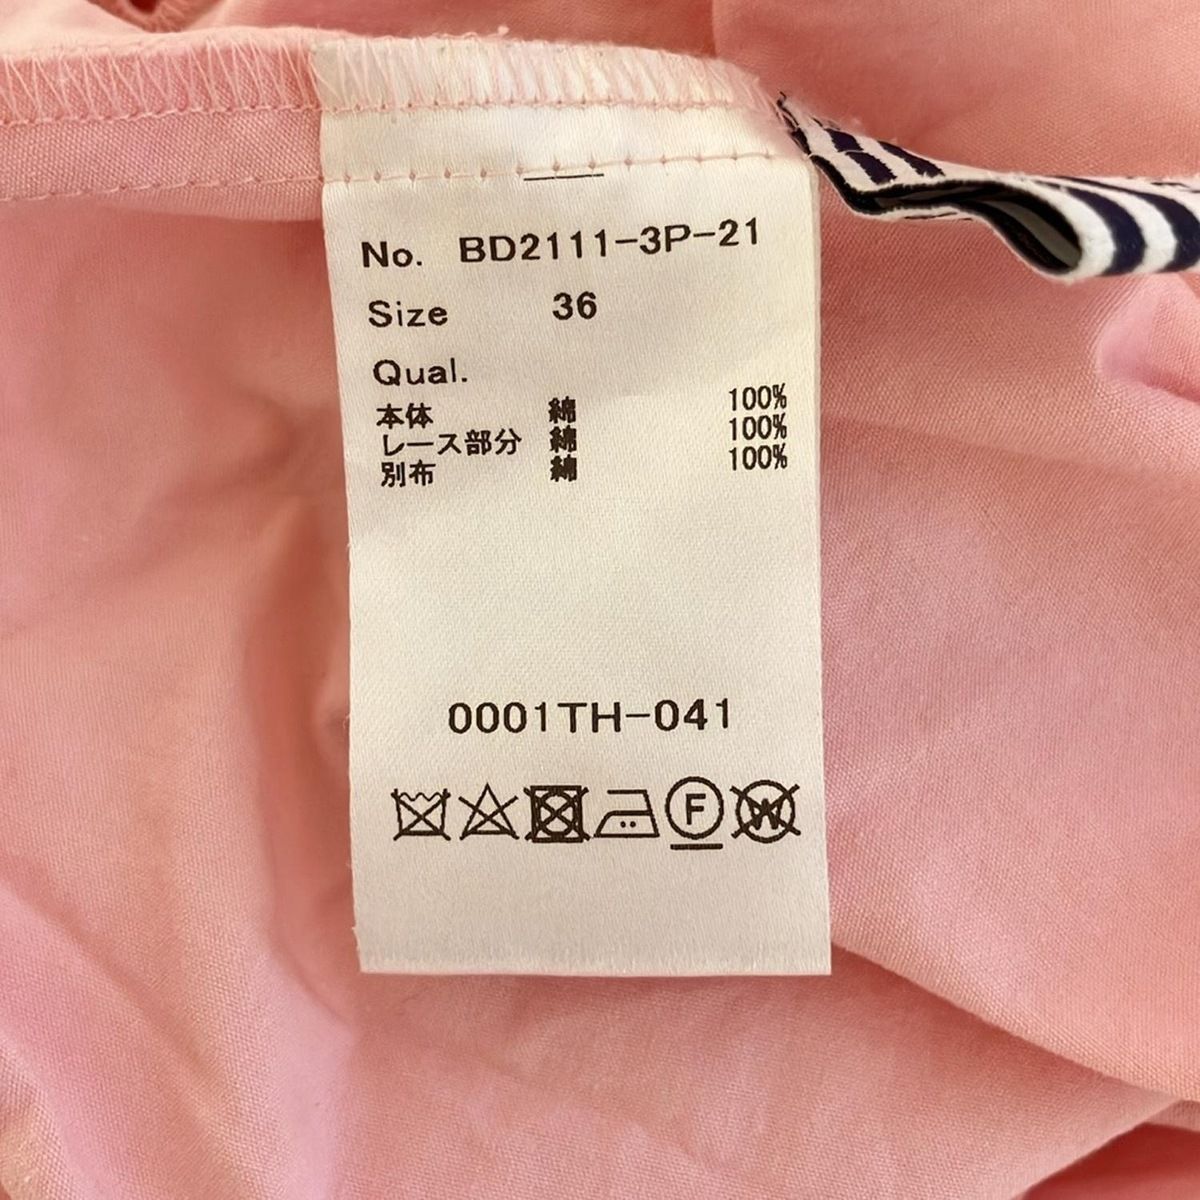 No. BD2111-3P-21
Size 36
Qual.
本体 綿 100%
レース部分 綿 100%
別布 綿 100%
0001TH-041
F W